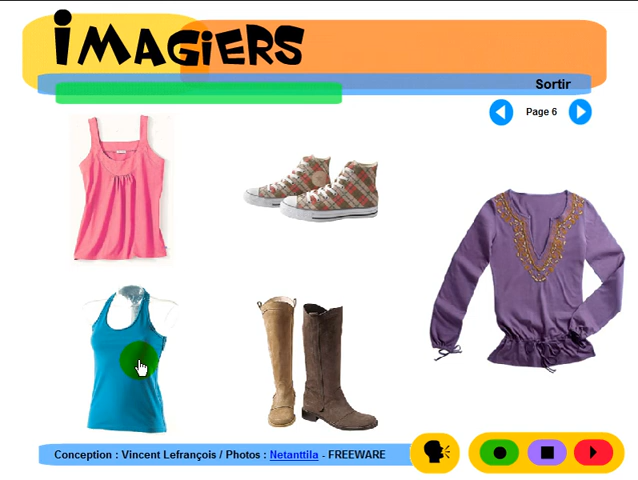 iMAGiERS
Sortir
Page 6
Conception : Vincent Lefrançois / Photos : Netanttila - FREEWARE